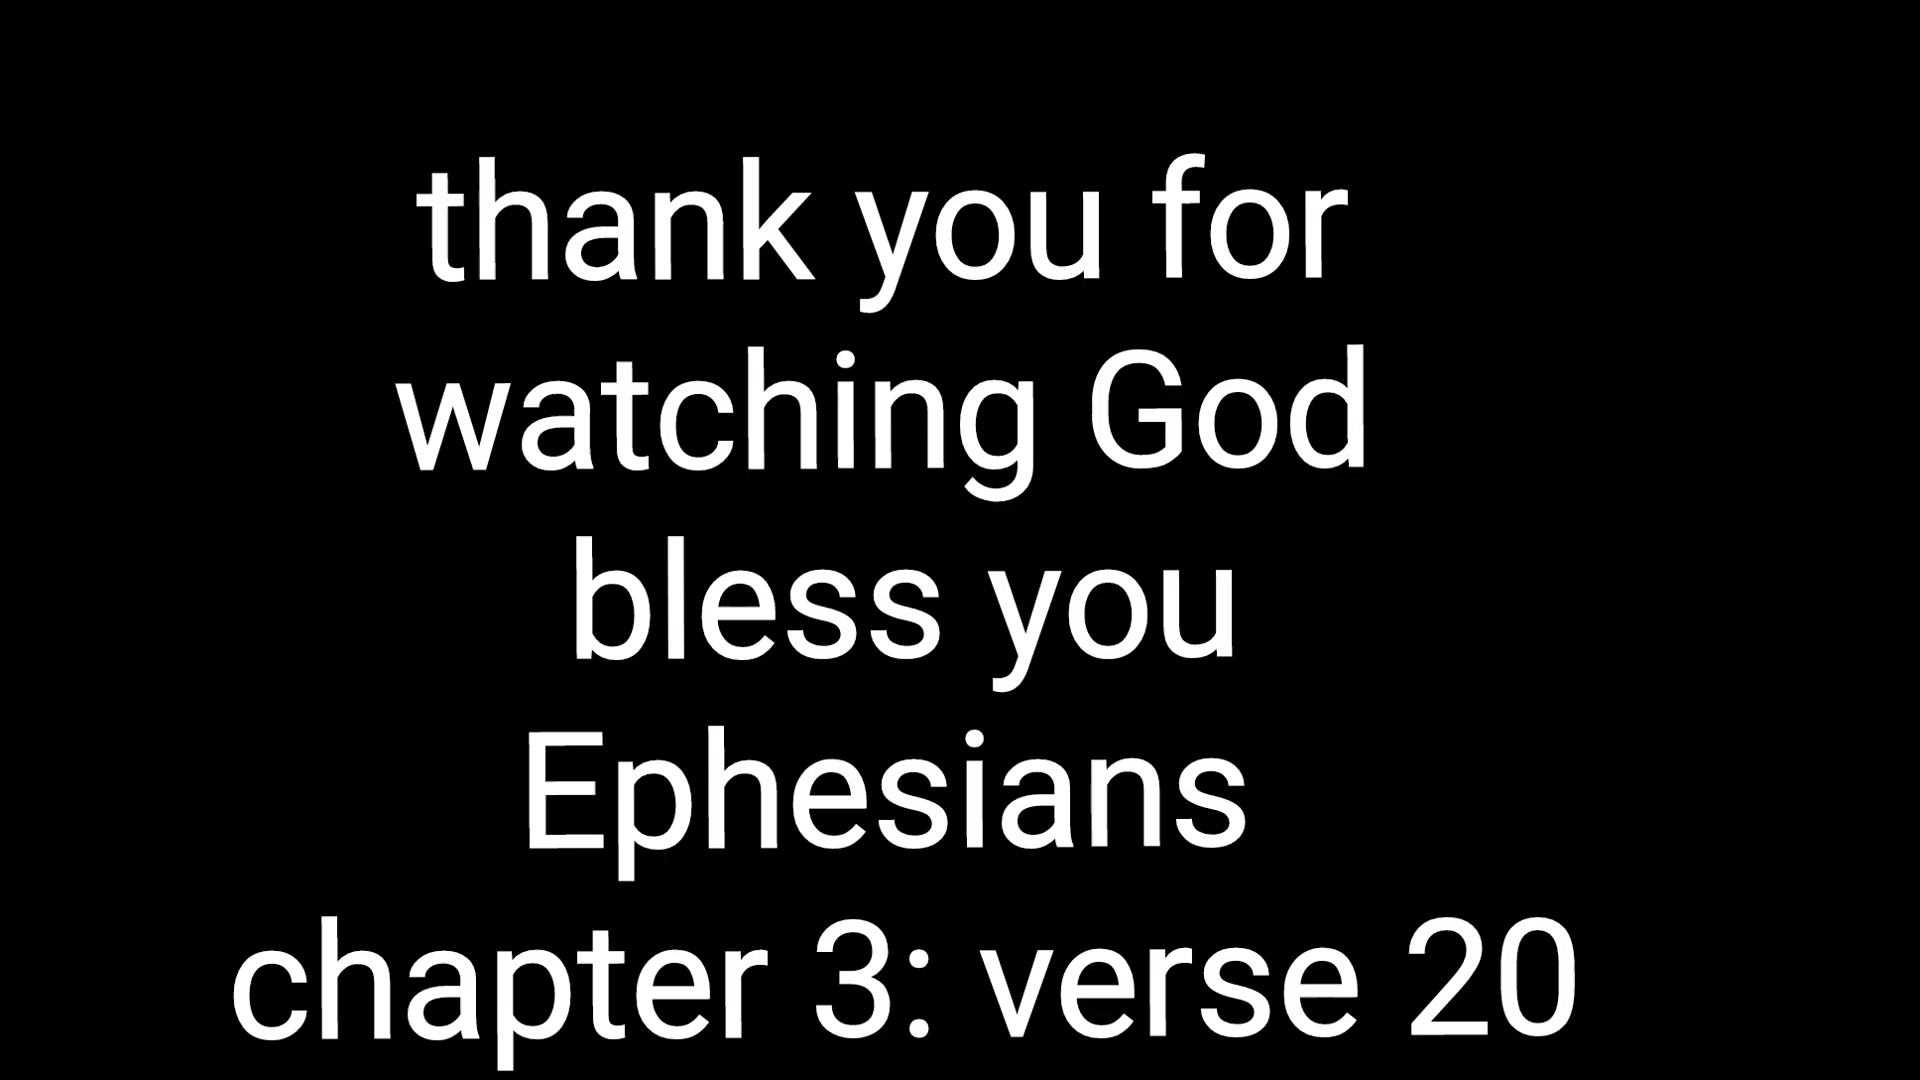 thank you for
watching God
bless you
Ephesians
chapter 3: verse 20